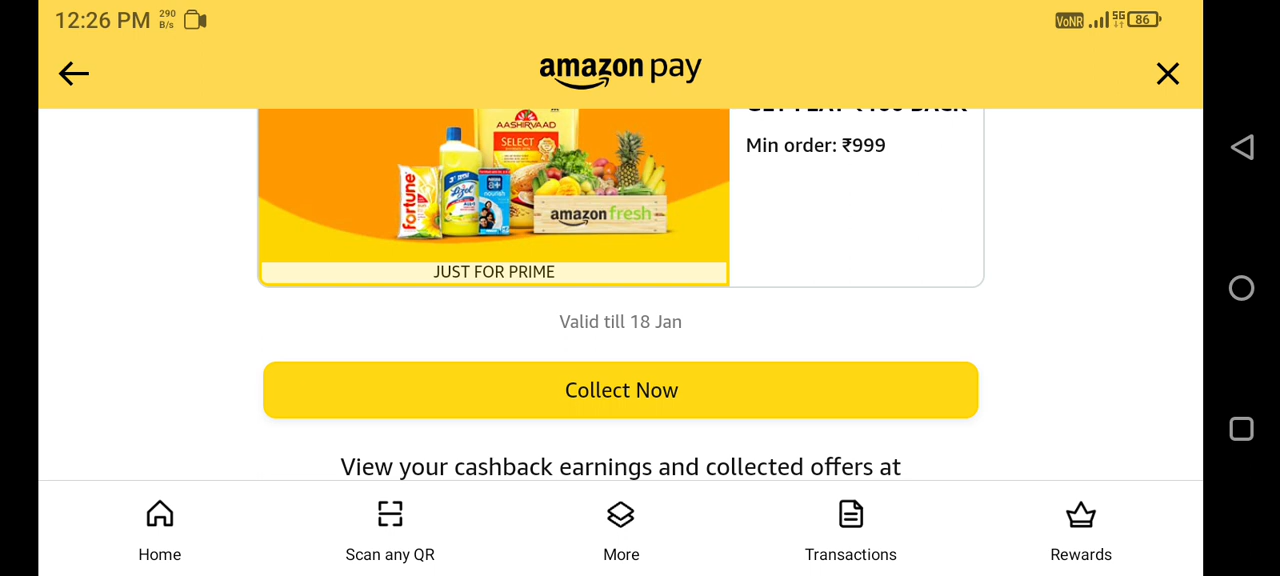 12:26 PM 290 B/s VoNR 5G 86
amazon pay
Min order: ₹999
AASHIRVAAD
SELECT
fortune
Lizol
a+
nourish
amazon fresh
JUST FOR PRIME
Valid till 18 Jan
Collect Now
View your cashback earnings and collected offers at
Home Scan any QR More Transactions Rewards